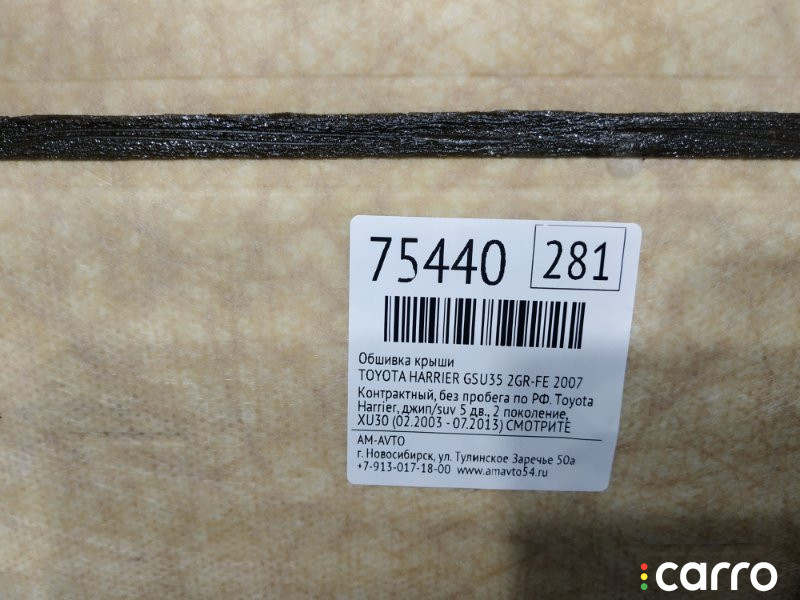 75440 281
Обшивка крыши
TOYOTA HARRIER GSU35 2GR-FE 2007
Контрактный, без пробега по РФ. Toyota
Harrier, джип/suv 5 дв., 2 поколение,
XU30 (02.2003 - 07.2013) СМОТРИТЕ
АМ-АВТО
г. Новосибирск, ул. Тулинское Заречье 50а
+7-913-017-18-00 www.amavto54.ru
carro